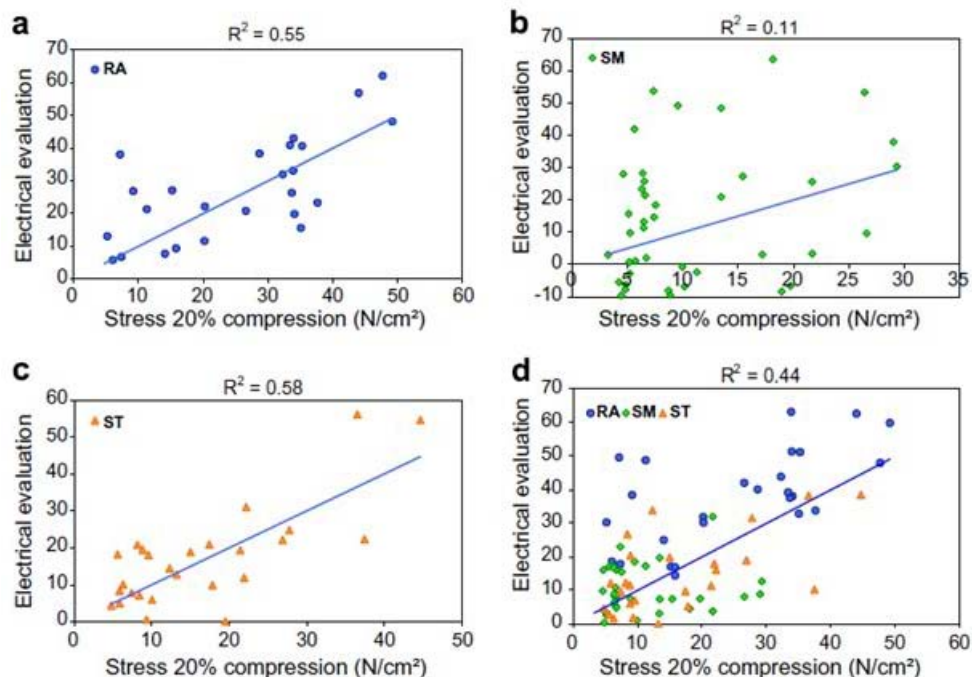 a
R² = 0.55
Electrical evaluation
70
60
50
40
30
20
10
0
RA
0 10 20 30 40 50 60
Stress 20% compression (N/cm²)
b
R² = 0.11
Electrical evaluation
70
60
50
40
30
20
10
0
-10
SM
0 5 10 15 20 25 30 35
Stress 20% compression (N/cm²)
c
R² = 0.58
Electrical evaluation
60
50
40
30
20
10
0
ST
0 10 20 30 40 50
Stress 20% compression (N/cm²)
d
R² = 0.44
Electrical evaluation
70
60
50
40
30
20
10
0
RA SM ST
0 10 20 30 40 50 60
Stress 20% compression (N/cm²)